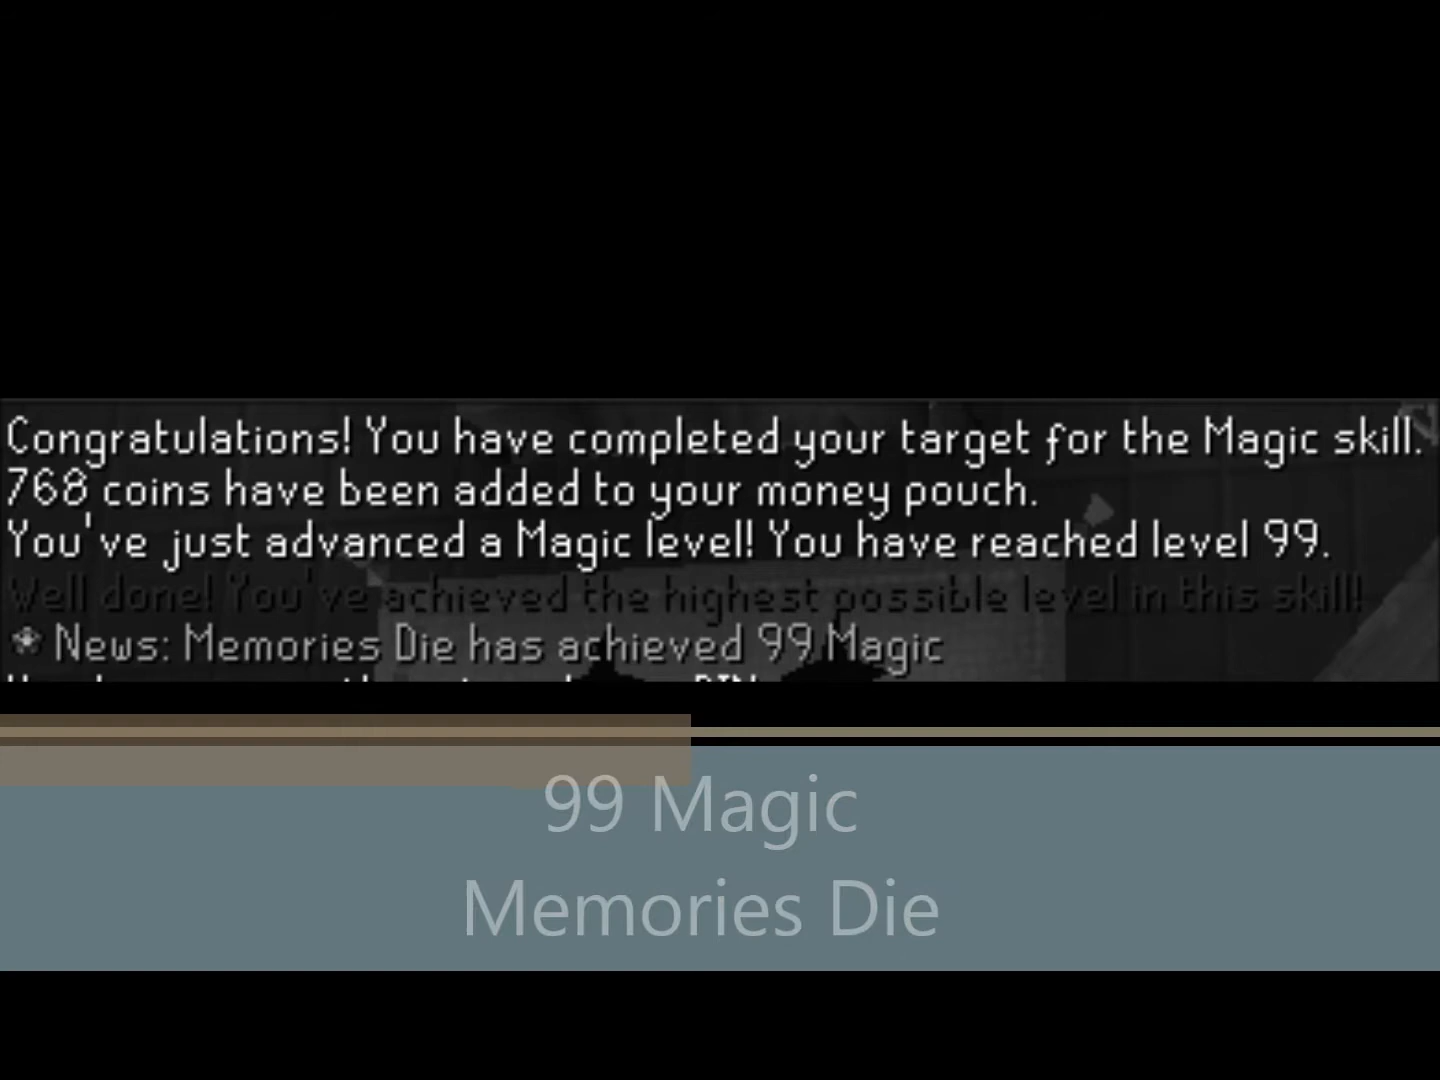 Congratulations! You have completed your target for the Magic skill.
768 coins have been added to your money pouch.
You've just advanced a Magic level! You have reached level 99.
Well done! You've achieved the highest possible level in this skill!
News: Memories Die has achieved 99 Magic
99 Magic
Memories Die